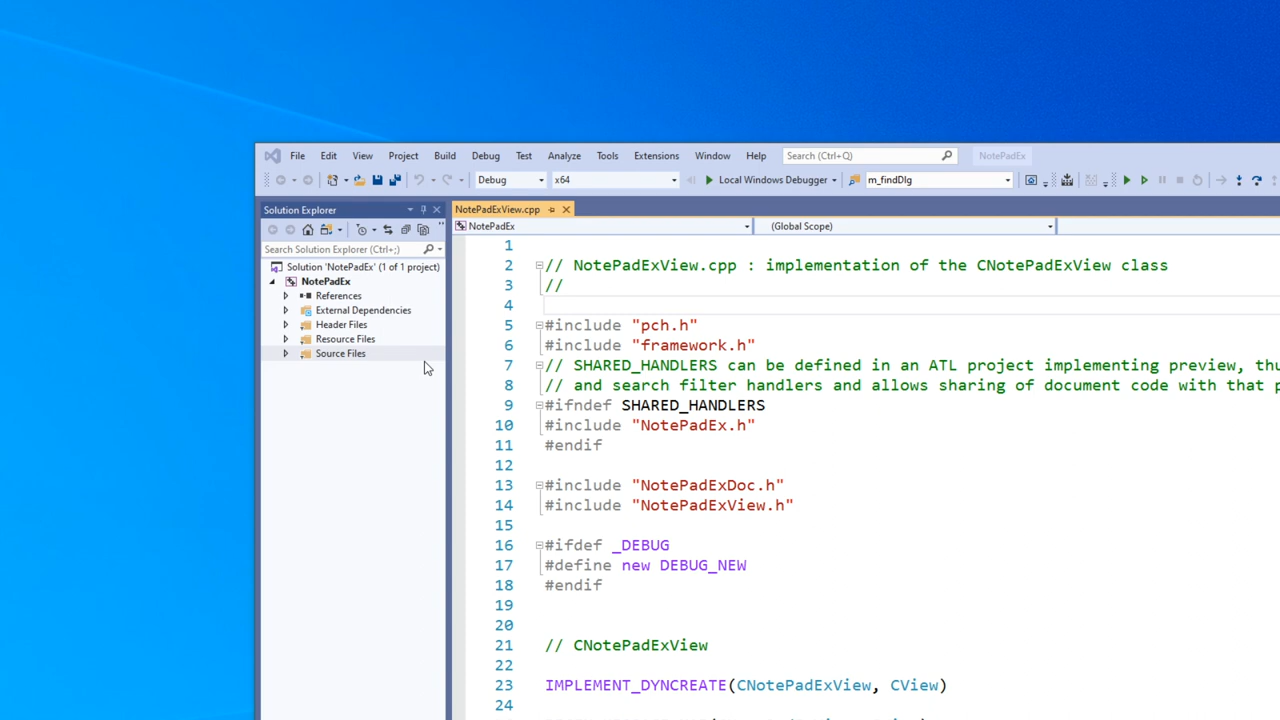 File Edit View Project Build Debug Test Analyze Tools Extensions Window Help Search (Ctrl+Q) NotePadEx
Debug x64 Local Windows Debugger m_findDlg
Solution Explorer
Search Solution Explorer (Ctrl+;)
Solution 'NotePadEx' (1 of 1 project)
NotePadEx
References
External Dependencies
Header Files
Resource Files
Source Files
NotePadExView.cpp
NotePadEx (Global Scope)
1
2 // NotePadExView.cpp : implementation of the CNotePadExView class
3 //
4
5 #include "pch.h"
6 #include "framework.h"
7 // SHARED_HANDLERS can be defined in an ATL project implementing preview,
8 // and search filter handlers and allows sharing of document code with that
9 #ifndef SHARED_HANDLERS
10 #include "NotePadEx.h"
11 #endif
12
13 #include "NotePadExDoc.h"
14 #include "NotePadExView.h"
15
16 #ifdef _DEBUG
17 #define new DEBUG_NEW
18 #endif
19
20
21 // CNotePadExView
22
23 IMPLEMENT_DYNCREATE(CNotePadExView, CView)
24